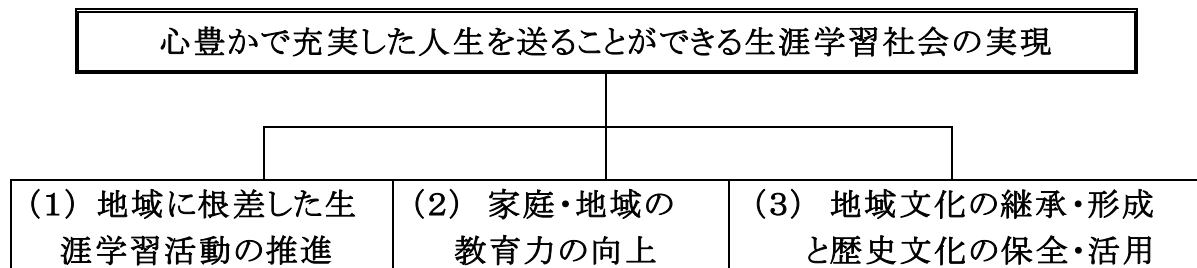 心豊かで充実した人生を送ることができる生涯学習社会の実現
(1) 地域に根差した生
涯学習活動の推進
(2) 家庭・地域の
教育力の向上
(3) 地域文化の継承・形成
と歴史文化の保全・活用